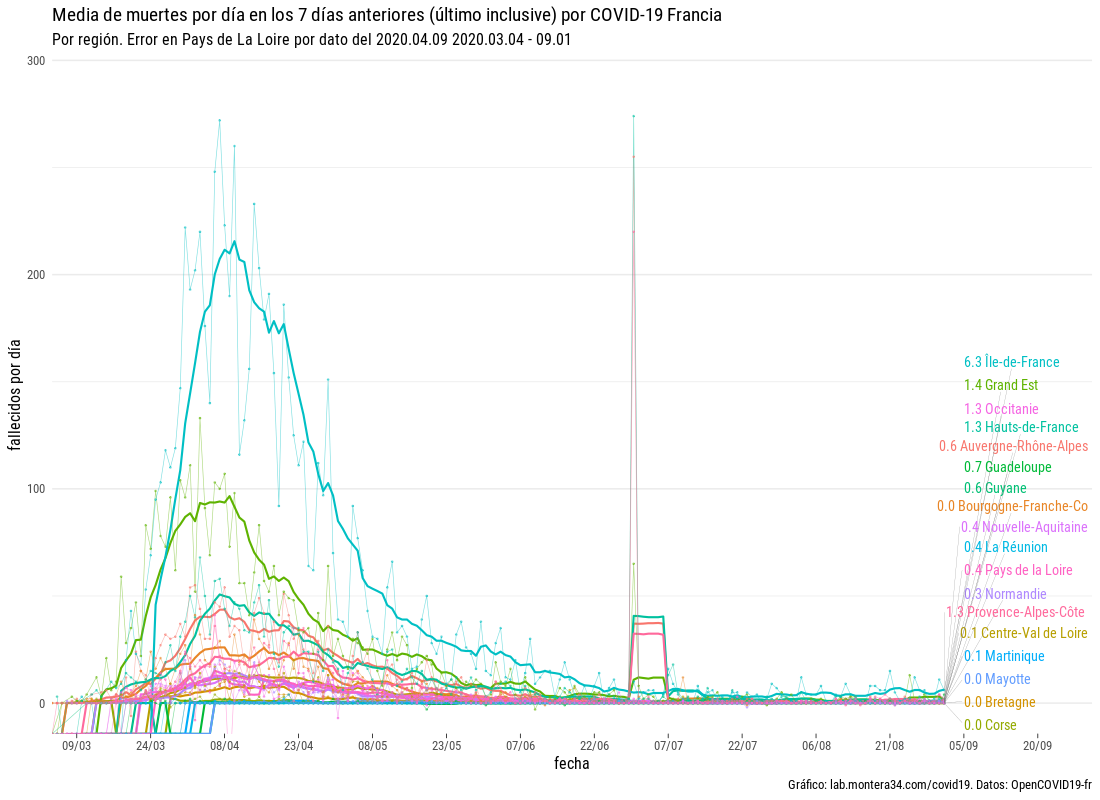 Media de muertes por día en los 7 días anteriores (último inclusive) por COVID-19 Francia
Por región. Error en Pays de La Loire por dato del 2020.04.09 2020.03.04 - 09.01
300
200
100
0
fallecidos por día
6.3 Île-de-France
1.4 Grand Est
1.3 Occitanie
1.3 Hauts-de-France
0.6 Auvergne-Rhône-Alpes
0.7 Guadeloupe
0.6 Guyane
0.0 Bourgogne-Franche-Co
0.4 Nouvelle-Aquitaine
0.4 La Réunion
0.4 Pays de la Loire
0.3 Normandie
1.3 Provence-Alpes-Côte
0.1 Centre-Val de Loire
0.1 Martinique
0.0 Mayotte
0.0 Bretagne
0.0 Corse
09/03 24/03 08/04 23/04 08/05 23/05 07/06 22/06 07/07 22/07 06/08 21/08 05/09 20/09
fecha
Gráfico: lab.montera34.com/covid19. Datos: OpenCOVID19-fr